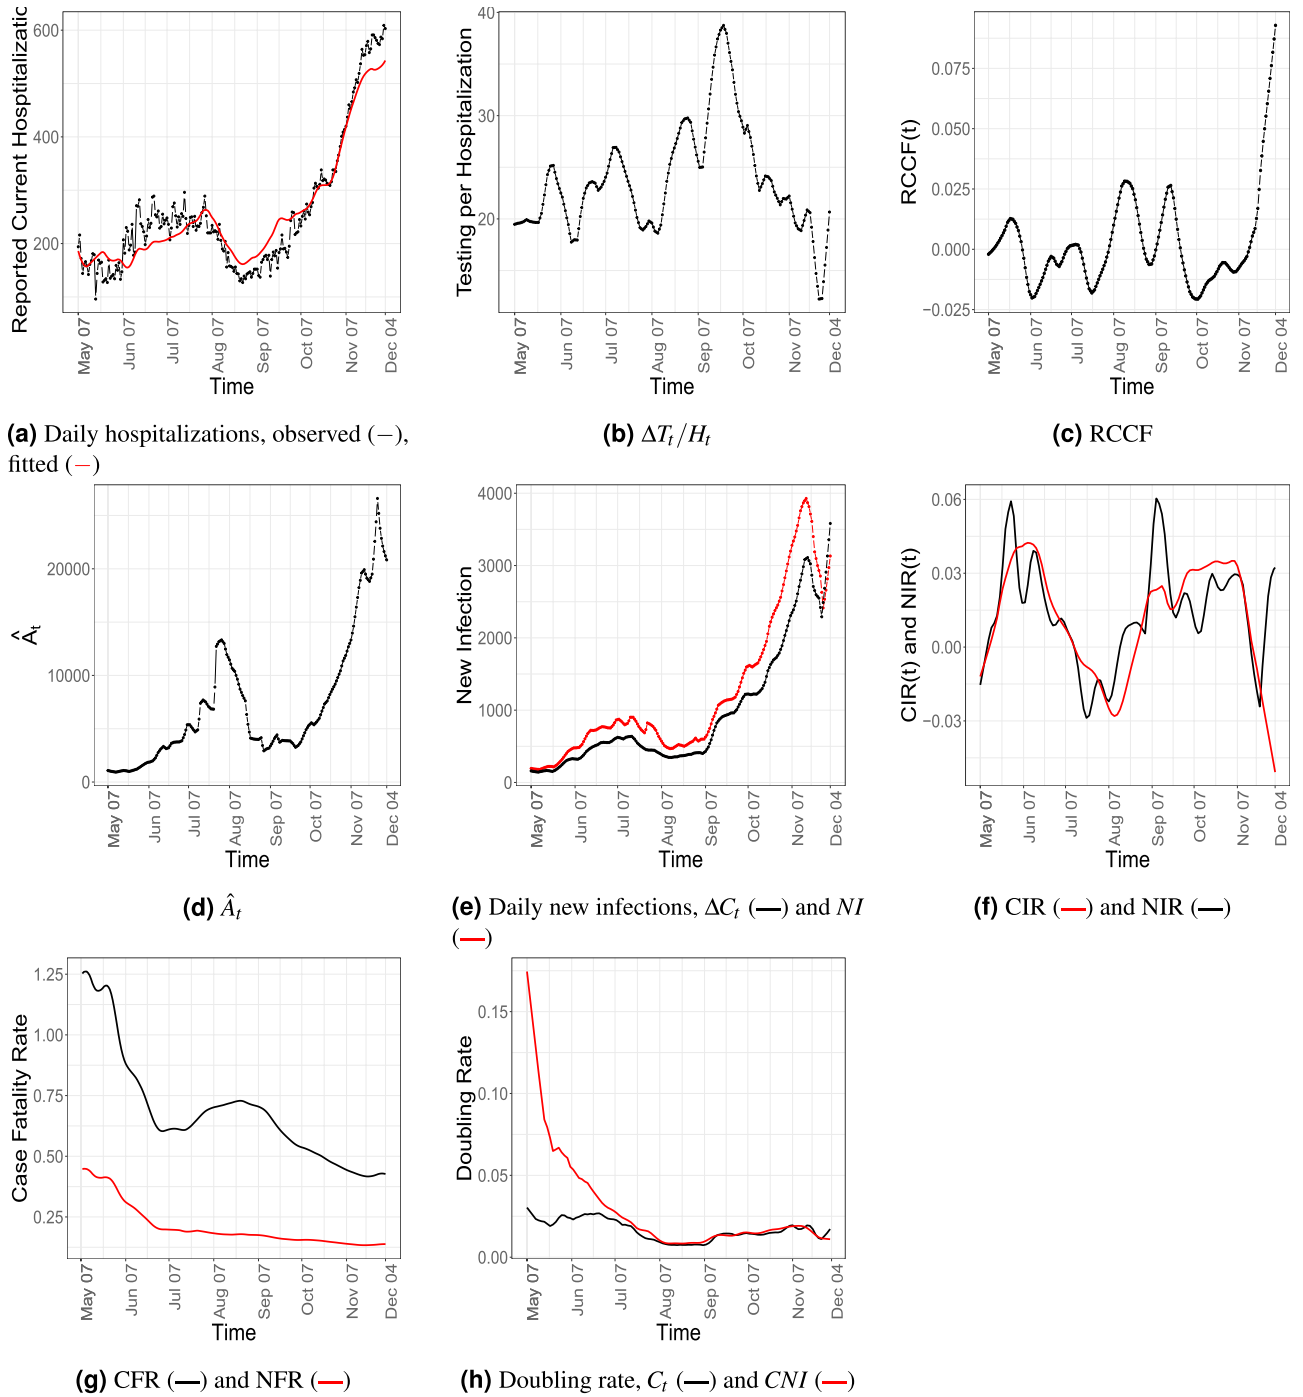 Reported Current Hosptitalizatic
600
400
200
May 07
Jun 07
Jul 07
Aug 07
Sep 07
Oct 07
Nov 07
Dec 04
Time
(a) Daily hospitalizations, observed (−),
fitted (−)
Testing per Hospitalization
40
30
20
May 07
Jun 07
Jul 07
Aug 07
Sep 07
Oct 07
Nov 07
Dec 04
Time
(b) ΔT_t/H_t
RCCF(t)
0.075
0.050
0.025
0.000
−0.025
May 07
Jun 07
Jul 07
Aug 07
Sep 07
Oct 07
Nov 07
Dec 04
Time
(c) RCCF
Â_t
20000
10000
0
May 07
Jun 07
Jul 07
Aug 07
Sep 07
Oct 07
Nov 07
Dec 04
Time
(d) Â_t
New Infection
4000
3000
2000
1000
0
May 07
Jun 07
Jul 07
Aug 07
Sep 07
Oct 07
Nov 07
Dec 04
Time
(e) Daily new infections, ΔC_t (—) and NI
(—)
CIR(t) and NIR(t)
0.06
0.03
0.00
−0.03
May 07
Jun 07
Jul 07
Aug 07
Sep 07
Oct 07
Nov 07
Dec 04
Time
(f) CIR (—) and NIR (—)
Case Fatality Rate
1.25
1.00
0.75
0.50
0.25
May 07
Jun 07
Jul 07
Aug 07
Sep 07
Oct 07
Nov 07
Dec 04
Time
(g) CFR (—) and NFR (—)
Doubling Rate
0.15
0.10
0.05
0.00
May 07
Jun 07
Jul 07
Aug 07
Sep 07
Oct 07
Nov 07
Dec 04
Time
(h) Doubling rate, C_t (—) and CNI (—)